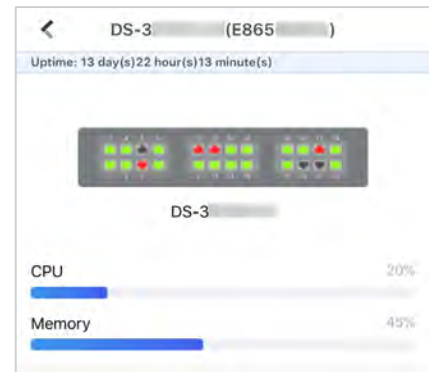 DS-3 (E865 )
Uptime: 13 day(s)22 hour(s)13 minute(s)
DS-3
CPU 20%
Memory 45%